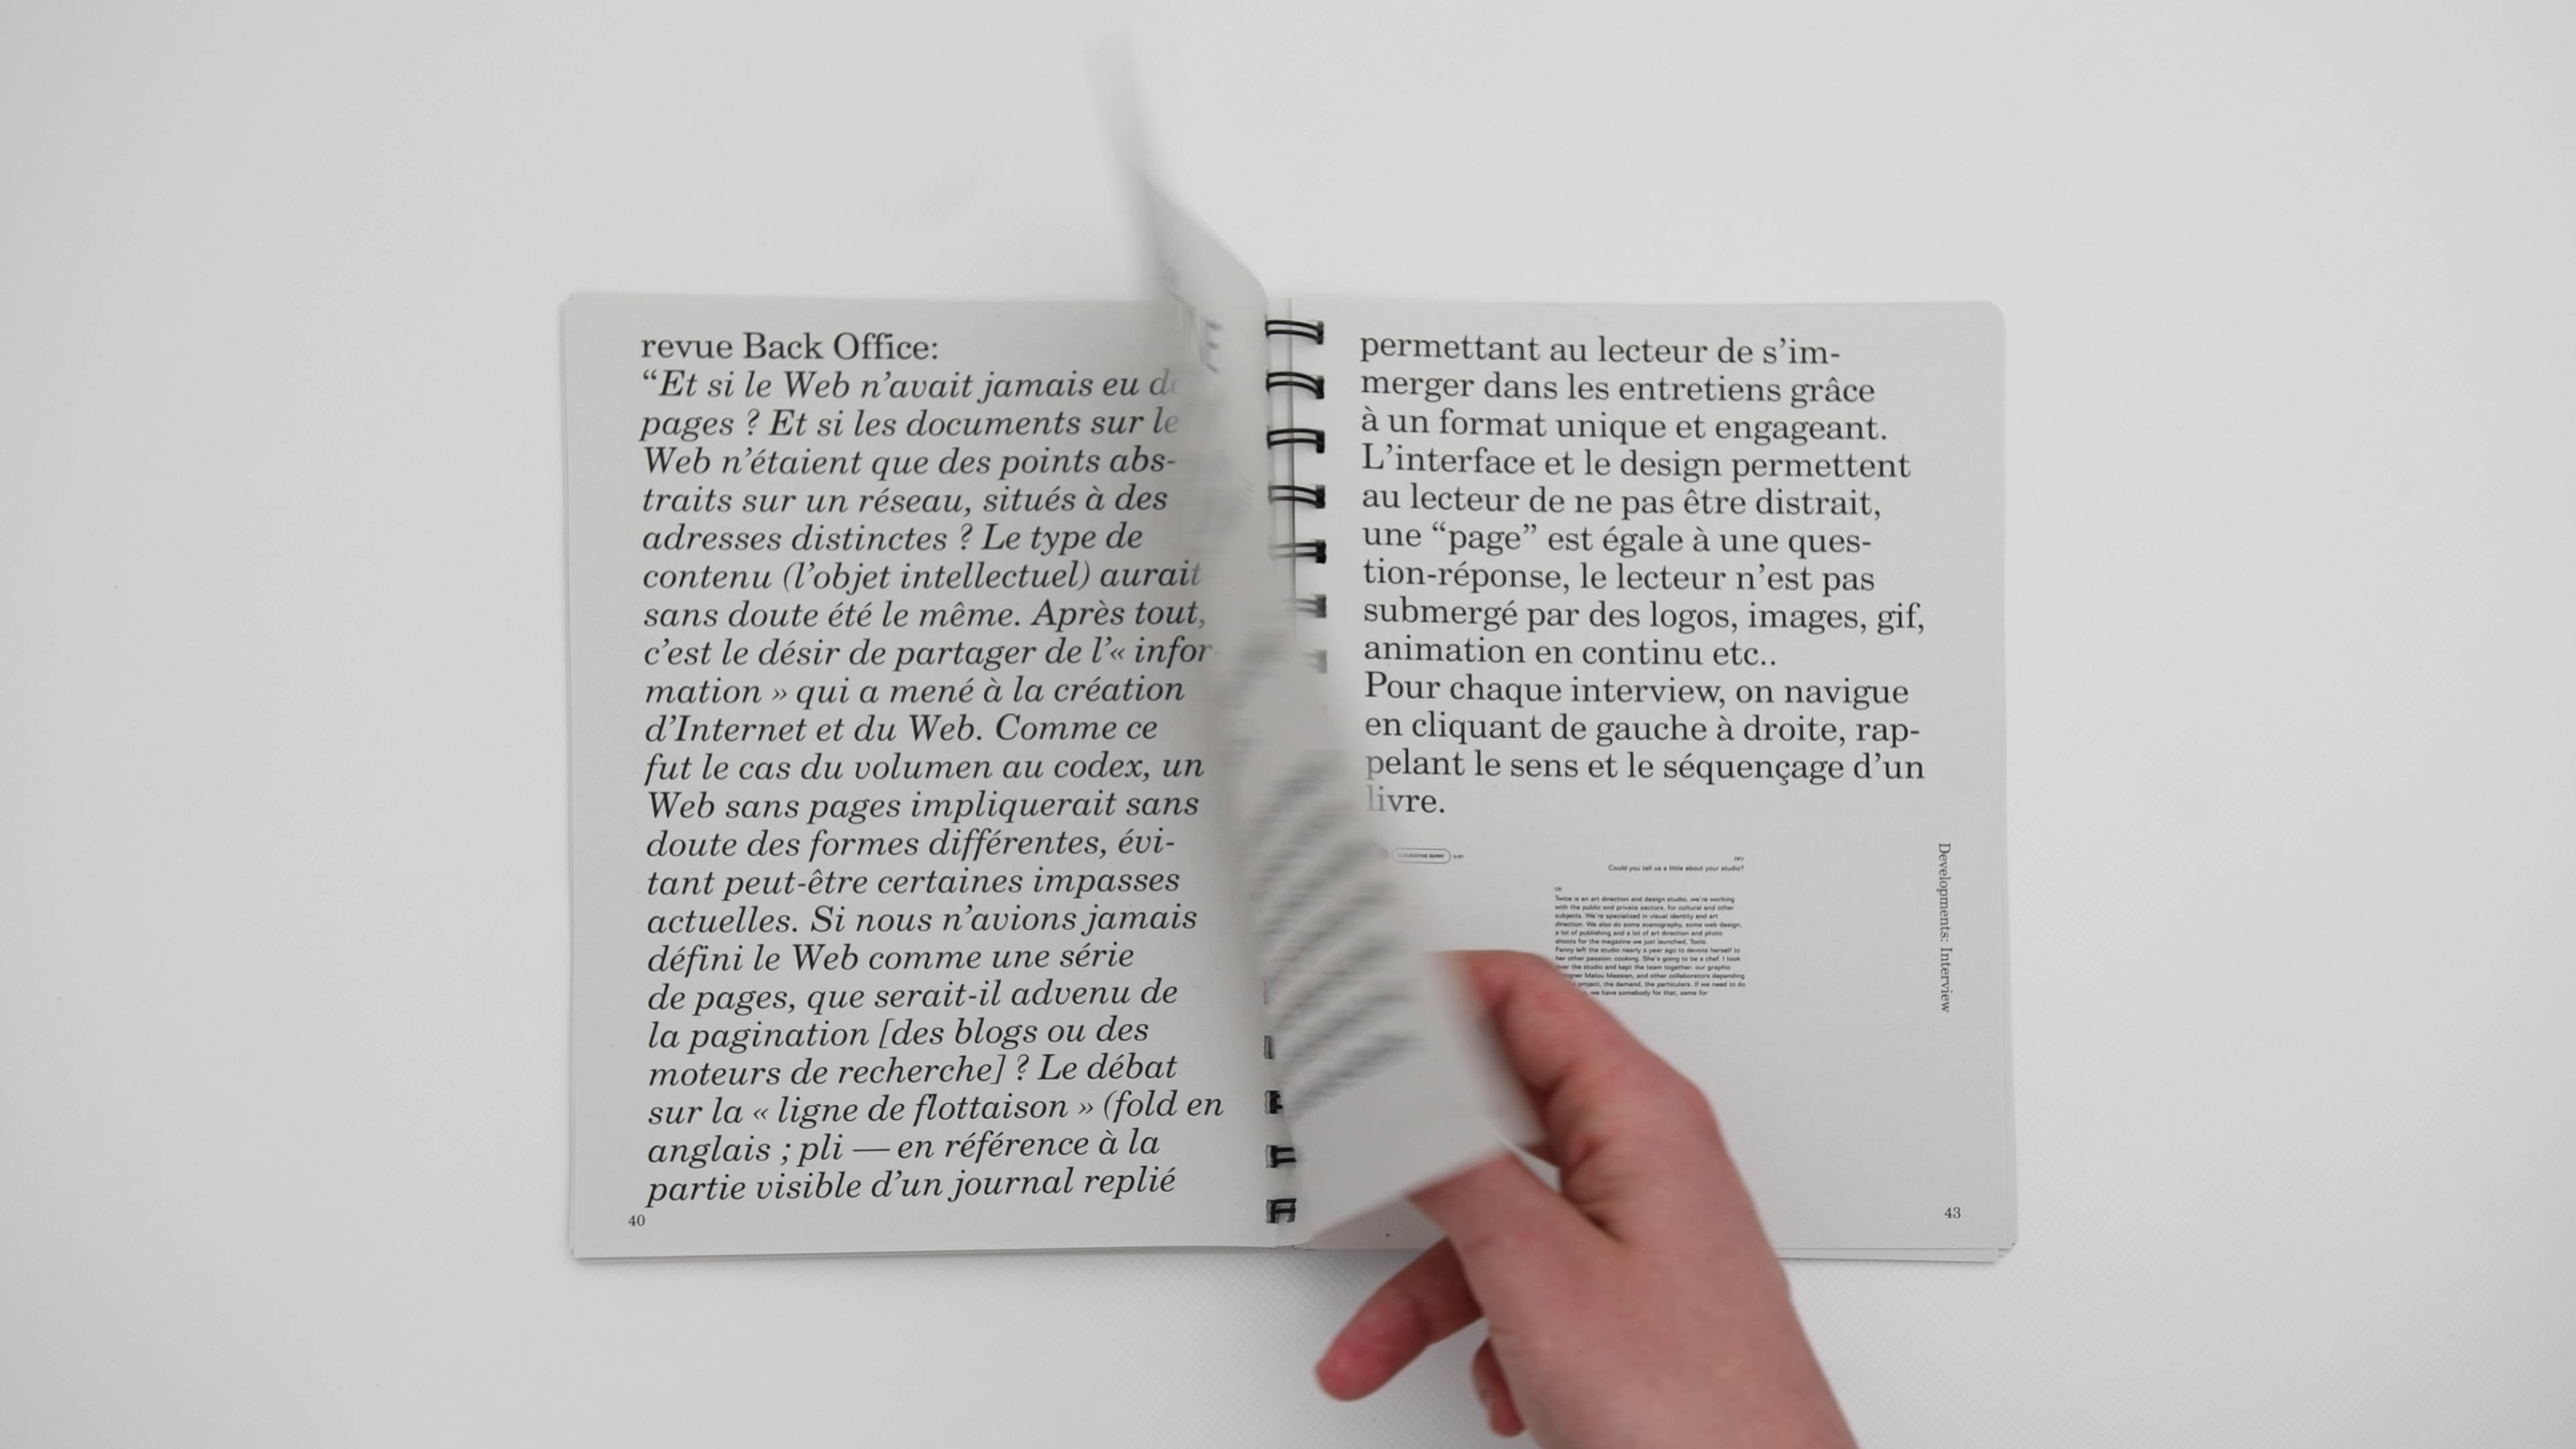 revue Back Office:
“Et si le Web n’avait jamais eu
pages ? Et si les documents sur le
Web n’étaient que des points abs-
traits sur un réseau, situés à des
adresses distinctes ? Le type de
contenu (l’objet intellectuel) aurait
sans doute été le même. Après tout,
c’est le désir de partager de l’« infor-
mation » qui a mené à la création
d’Internet et du Web. Comme ce
fut le cas du volumen au codex, un
Web sans pages impliquerait sans
doute des formes différentes, évi-
tant peut-être certaines impasses
actuelles. Si nous n’avions jamais
défini le Web comme une série
de pages, que serait-il advenu de
la pagination [des blogs ou des
moteurs de recherche] ? Le débat
sur la « ligne de flottaison » (fold en
anglais ; pli — en référence à la
partie visible d’un journal replié
40
permettant au lecteur de s’im-
merger dans les entretiens grâce
à un format unique et engageant.
L’interface et le design permettent
au lecteur de ne pas être distrait,
une “page” est égale à une ques-
tion-réponse, le lecteur n’est pas
submergé par des logos, images, gif,
animation en continu etc..
Pour chaque interview, on navigue
en cliquant de gauche à droite, rap-
pelant le sens et le séquençage d’un
livre.
CLEMENTINE BERRY
Could you tell us a little about your studio?
Twice is an art direction and design studio, we’re working
with the public and private sectors, for cultural and other
subjects. We’re specialized in visual identity and art
direction. We also do some scenography, some web design,
a lot of publishing and a lot of art direction and photo
shoots for the magazine we just launched, Tools.
Fanny left the studio nearly a year ago to devote herself to
her other passion: cooking. She’s going to be a chef. I took
over the studio and kept the team together: our graphic
Malou Messien, and other collaborators depending
project, the demand, the particulars. If we need to do
we have somebody for that, same for
Developments: Interview
43